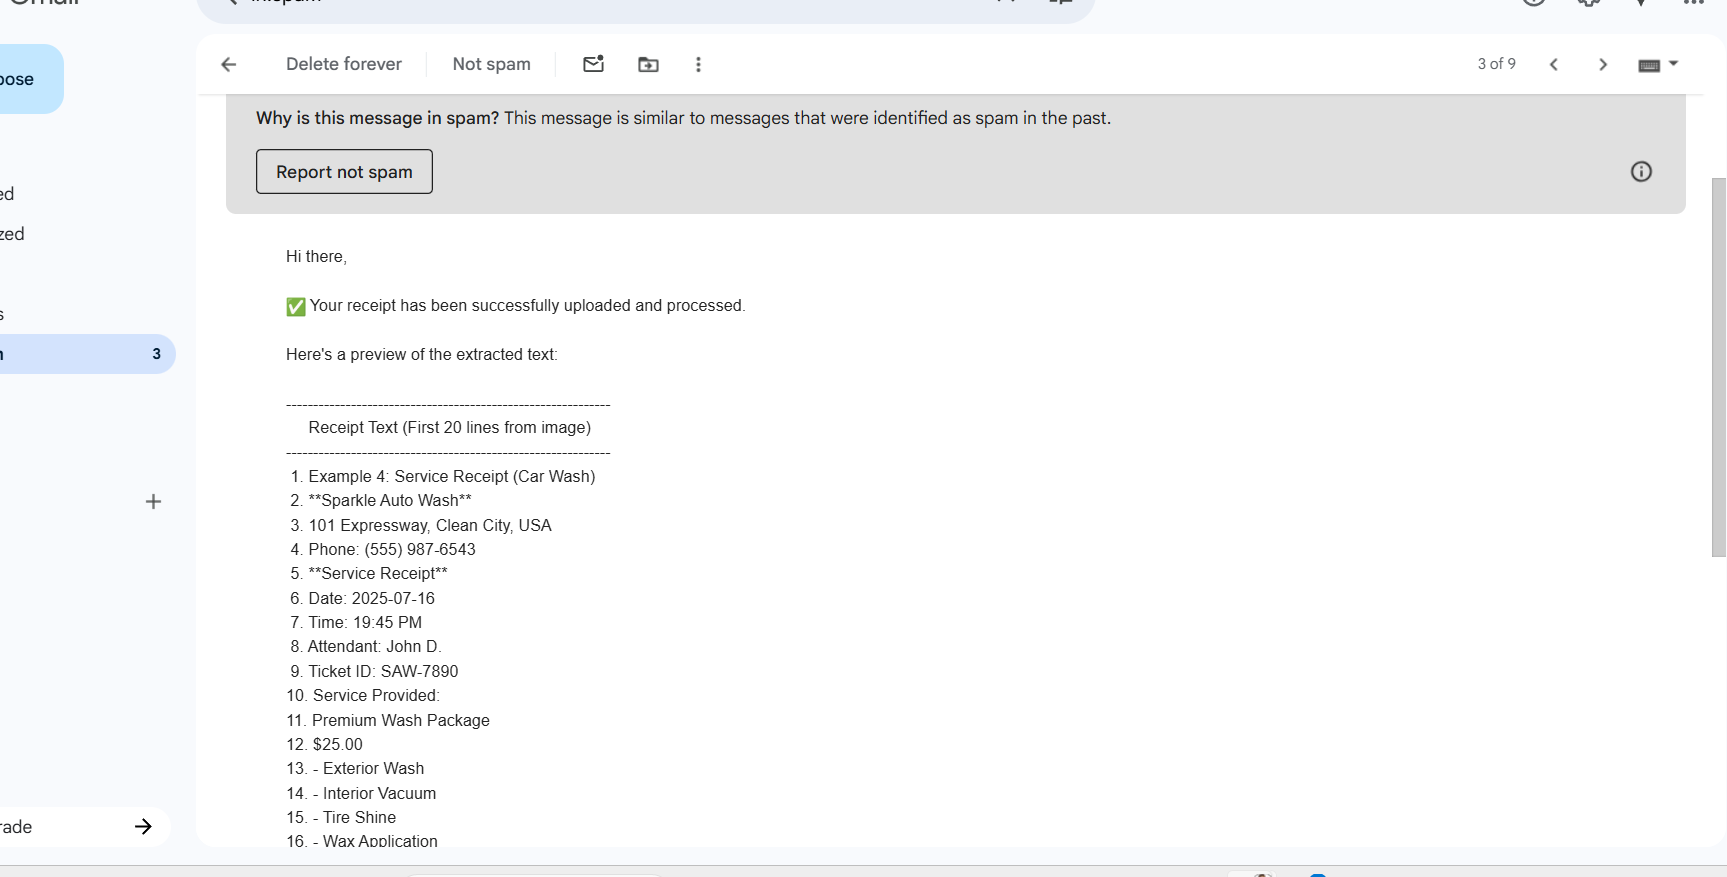 Delete forever
Not spam
3 of 9
Why is this message in spam? This message is similar to messages that were identified as spam in the past.
Report not spam
3
Hi there,
✅ Your receipt has been successfully uploaded and processed.
Here's a preview of the extracted text:
------------------------------------------------------------
Receipt Text (First 20 lines from image)
------------------------------------------------------------
1. Example 4: Service Receipt (Car Wash)
2. **Sparkle Auto Wash**
3. 101 Expressway, Clean City, USA
4. Phone: (555) 987-6543
5. **Service Receipt**
6. Date: 2025-07-16
7. Time: 19:45 PM
8. Attendant: John D.
9. Ticket ID: SAW-7890
10. Service Provided:
11. Premium Wash Package
12. $25.00
13. - Exterior Wash
14. - Interior Vacuum
15. - Tire Shine
16. - Wax Application